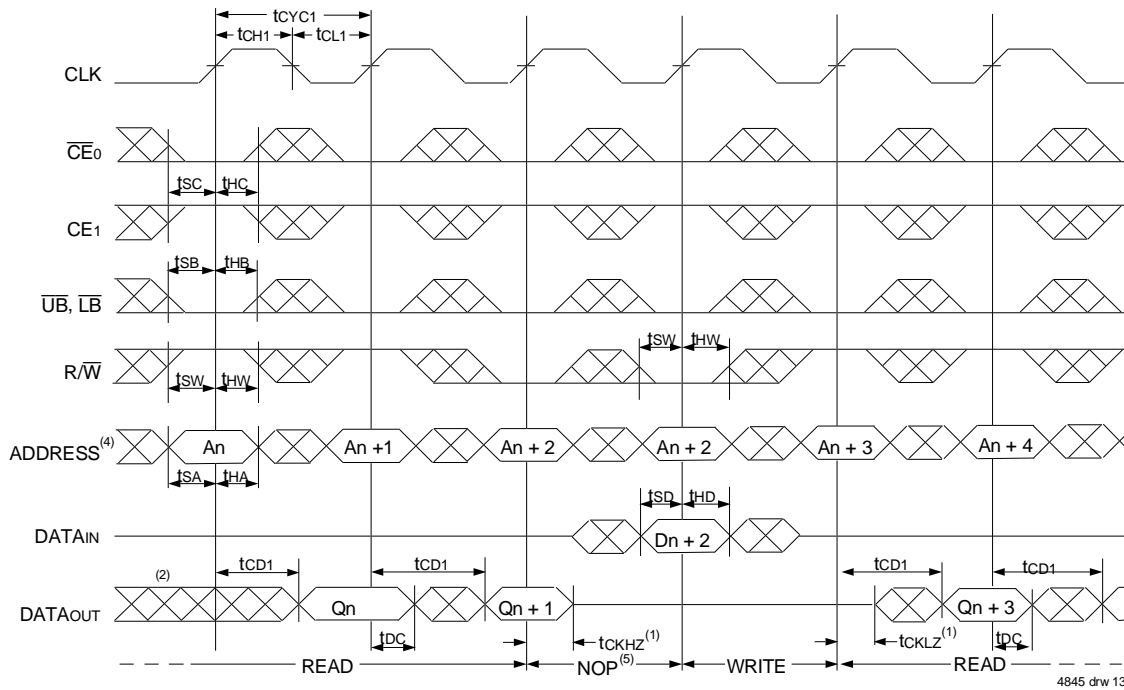 tCYC1
tCH1 tCL1
CLK
CE0
tSC tHC
CE1
tSB tHB
UB, LB
tSW tHW
R/W
tSW tHW
ADDRESS(4) An An +1 An + 2 An + 2 An + 3 An + 4
tSA tHA
tSD tHD
DATAIN Dn + 2
(2) tCD1 tCD1 tCD1 tCD1
DATAOUT Qn Qn + 1 Qn + 3
tDC tCKHZ(1) tCKLZ(1) tDC
READ NOP(5) WRITE READ
4845 drw 13